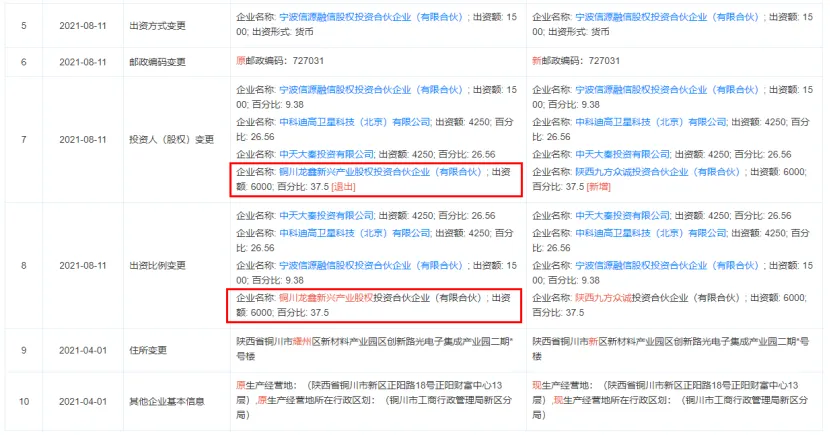 企业名称: 宁波信源融信股权投资合伙企业（有限合伙）; 出资额: 15
企业名称: 宁波信源融信股权投资合伙企业（有限合伙）; 出资额: 15
5 2021-08-11 出资方式变更
00; 出资形式: 货币
00; 出资形式: 货币
6 2021-08-11 邮政编码变更 原邮政编码：727031 新邮政编码：727031
企业名称: 宁波信源融信股权投资合伙企业（有限合伙）; 出资额: 15
企业名称: 宁波信源融信股权投资合伙企业（有限合伙）; 出资额: 15
00; 百分比: 9.38
00; 百分比: 9.38
企业名称: 中科迪高卫星科技（北京）有限公司; 出资额: 4250; 百分
企业名称: 中科迪高卫星科技（北京）有限公司; 出资额: 4250; 百分
7 2021-08-11 投资人（股权）变更
比: 26.56
比: 26.56
企业名称: 中天大秦投资有限公司; 出资额: 4250; 百分比: 26.56
企业名称: 中天大秦投资有限公司; 出资额: 4250; 百分比: 26.56
企业名称: 铜川龙鑫新兴产业股权投资合伙企业（有限合伙）; 出资
企业名称: 陕西九方众诚投资合伙企业（有限合伙）; 出资额: 6000;
额: 6000; 百分比: 37.5 [退出]
百分比: 37.5 [新增]
企业名称: 中天大秦投资有限公司; 出资额: 4250; 百分比: 26.56
企业名称: 中天大秦投资有限公司; 出资额: 4250; 百分比: 26.56
企业名称: 中科迪高卫星科技（北京）有限公司; 出资额: 4250; 百分
企业名称: 中科迪高卫星科技（北京）有限公司; 出资额: 4250; 百分
比: 26.56
比: 26.56
8 2021-08-11 出资比例变更
企业名称: 宁波信源融信股权投资合伙企业（有限合伙）; 出资额: 15
企业名称: 宁波信源融信股权投资合伙企业（有限合伙）; 出资额: 15
00; 百分比: 9.38
00; 百分比: 9.38
企业名称: 铜川龙鑫新兴产业股权投资合伙企业（有限合伙）; 出资
企业名称: 陕西九方众诚投资合伙企业（有限合伙）; 出资额: 6000;
额: 6000; 百分比: 37.5
百分比: 37.5
9 2021-04-01 住所变更
陕西省铜川市耀州区新材料产业园区创新路光电子集成产业园二期*
号楼
陕西省铜川市新区新材料产业园区创新路光电子集成产业园二期*号
楼
10 2021-04-01 其他企业基本信息
原生产经营地：（陕西省铜川市新区正阳路18号正阳财富中心13
层）,原生产经营地所在行政区划：（铜川市工商行政管理局新区分
局）
现生产经营地：（陕西省铜川市新区正阳路18号正阳财富中心13
层）,现生产经营地所在行政区划：（铜川市工商行政管理局新区分
局）